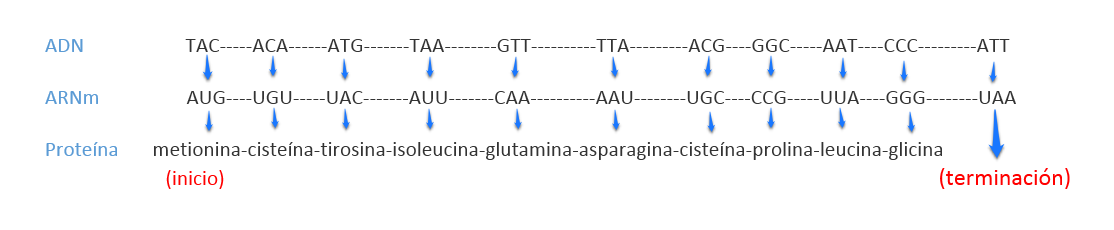 ADN TAC-----ACA------ATG-------TAA--------GTT----------TTA---------ACG----GGC-----AAT----CCC---------ATT
ARNm AUG----UGU-----UAC------AUU-------CAA----------AAU-------UGC----CCG-----UUA----GGG--------UAA
Proteína metionina-cisteína-tirosina-isoleucina-glutamina-asparagina-cisteína-prolina-leucina-glicina
(inicio) (terminación)